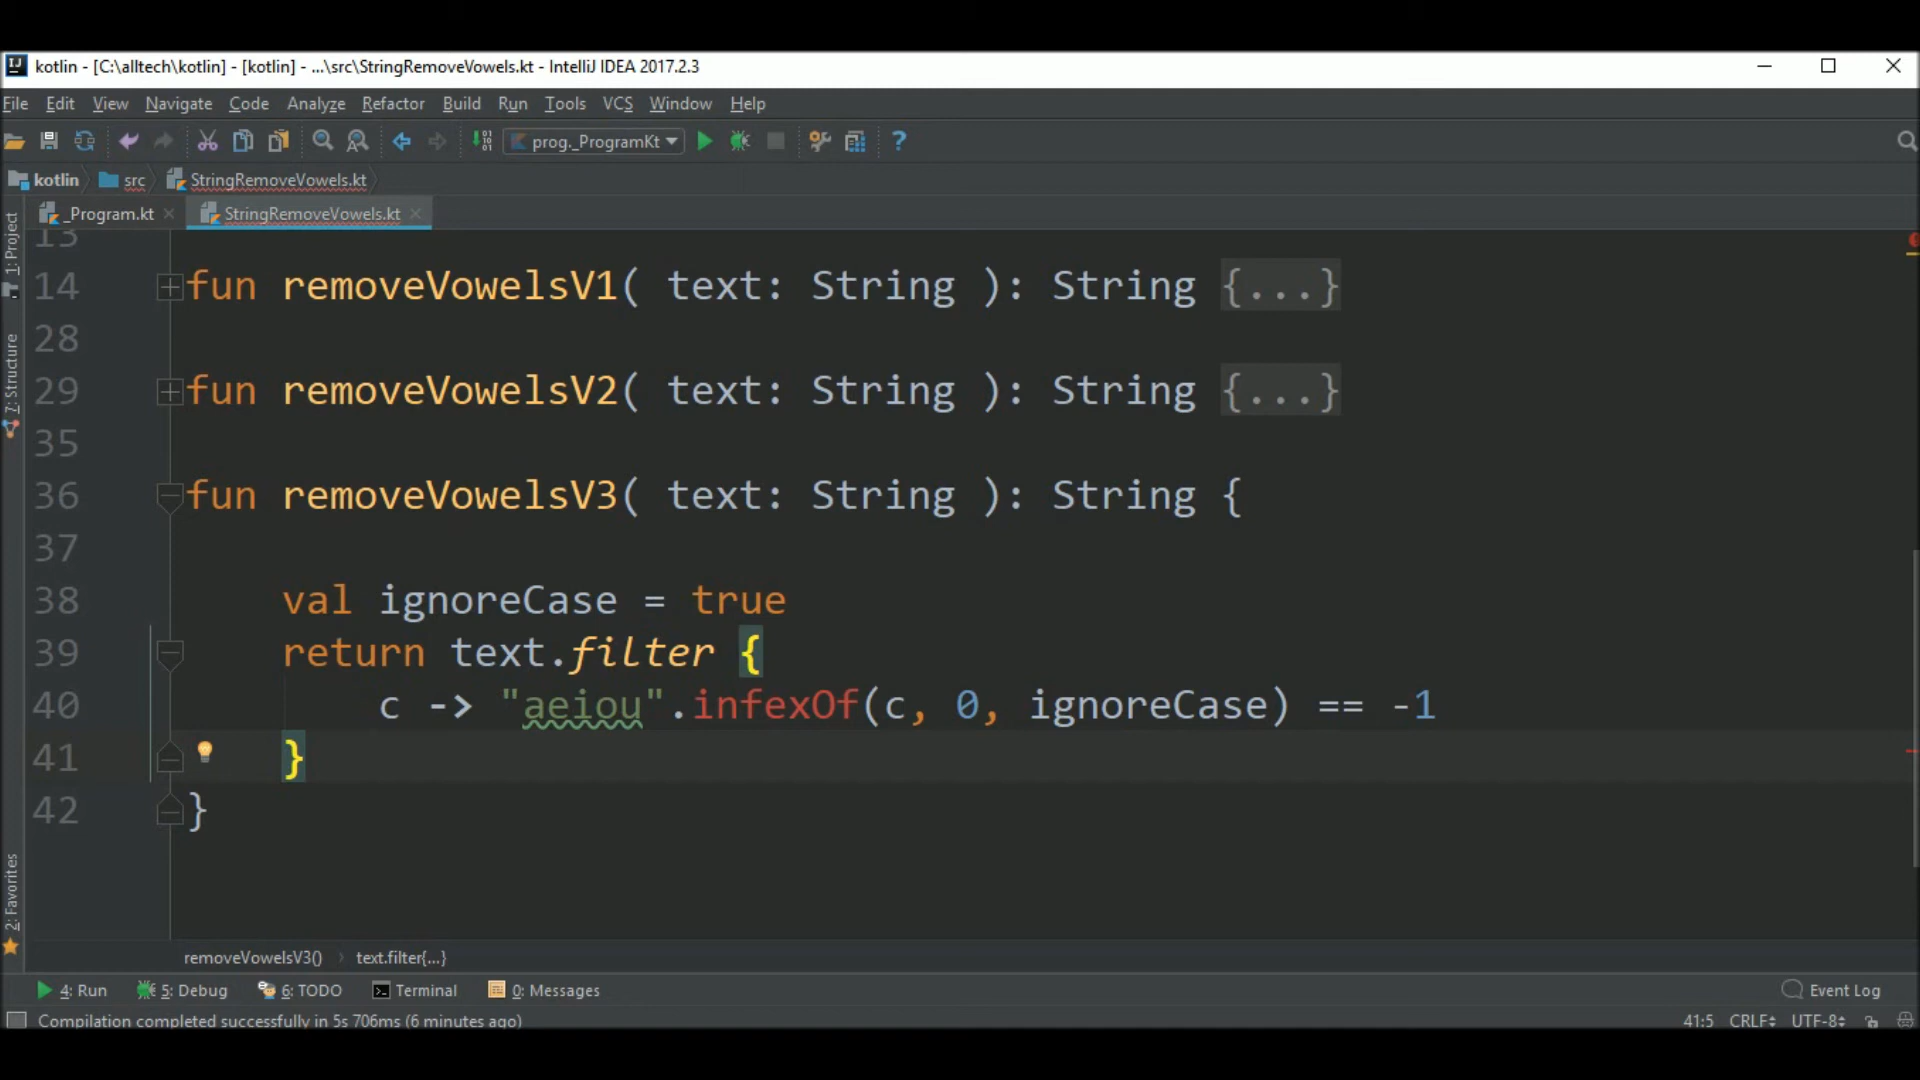 kotlin - [C:\alltech\kotlin] - [kotlin] - ...\src\StringRemoveVowels.kt - IntelliJ IDEA 2017.2.3
File Edit View Navigate Code Analyze Refactor Build Run Tools VCS Window Help
prog._ProgramKt
kotlin src StringRemoveVowels.kt
_Program.kt StringRemoveVowels.kt
1: Project
7: Structure
2: Favorites
13
14 fun removeVowelsV1( text: String ): String {...}
28
29 fun removeVowelsV2( text: String ): String {...}
35
36 fun removeVowelsV3( text: String ): String {
37
38 val ignoreCase = true
39 return text.filter {
40 c -> "aeiou".infexOf(c, 0, ignoreCase) == -1
41 }
42 }
removeVowelsV3() › text.filter{...}
4: Run 5: Debug 6: TODO Terminal 0: Messages Event Log
Compilation completed successfully in 5s 706ms (6 minutes ago) 41:5 CRLF UTF-8